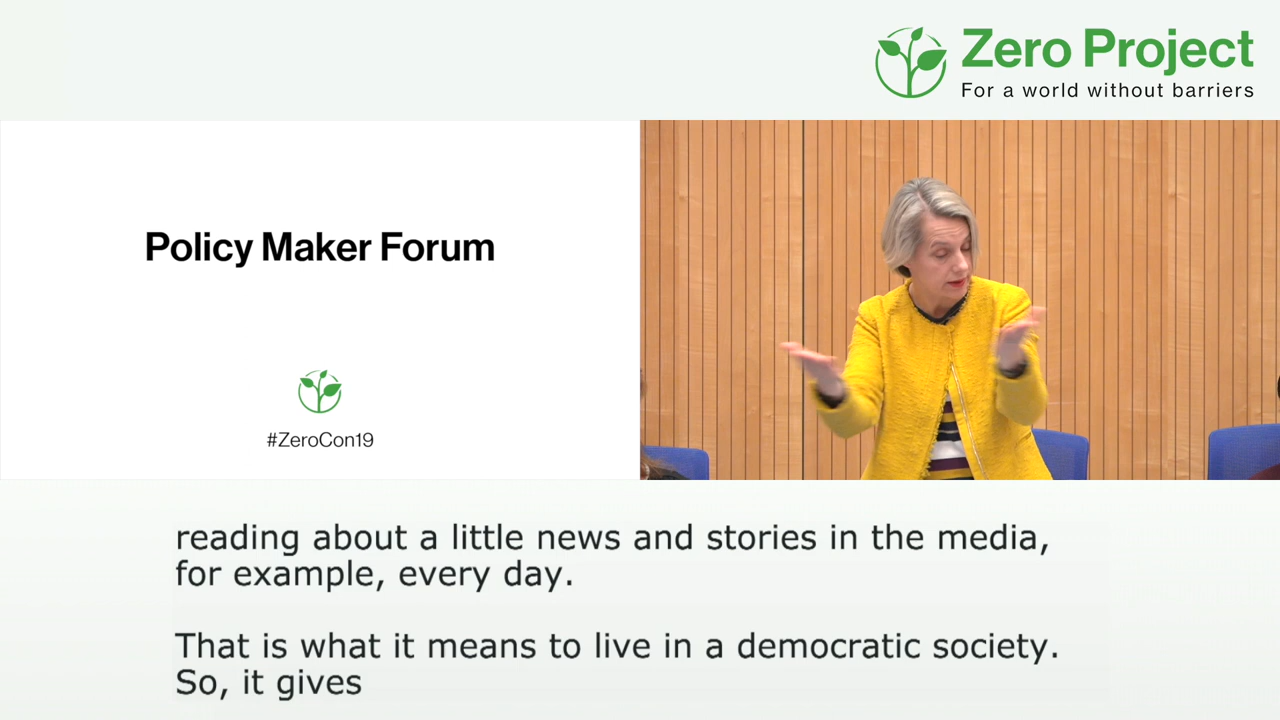 Zero Project
For a world without barriers
Policy Maker Forum
#ZeroCon19
reading about a little news and stories in the media,
for example, every day.
That is what it means to live in a democratic society.
So, it gives